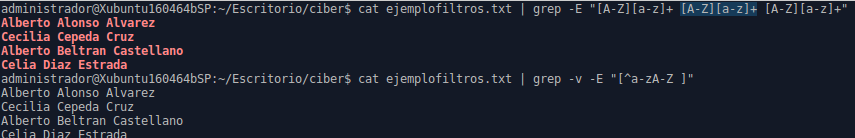 administrador@Xubuntu160464bSP:~/Escritorio/ciber$ cat ejemplofiltros.txt | grep -E "[A-Z][a-z]+ [A-Z][a-z]+ [A-Z][a-z]+"
Alberto Alonso Alvarez
Cecilia Cepeda Cruz
Alberto Beltran Castellano
Celia Diaz Estrada
administrador@Xubuntu160464bSP:~/Escritorio/ciber$ cat ejemplofiltros.txt | grep -v -E "[^a-zA-Z ]"
Alberto Alonso Alvarez
Cecilia Cepeda Cruz
Alberto Beltran Castellano
Celia Diaz Estrada